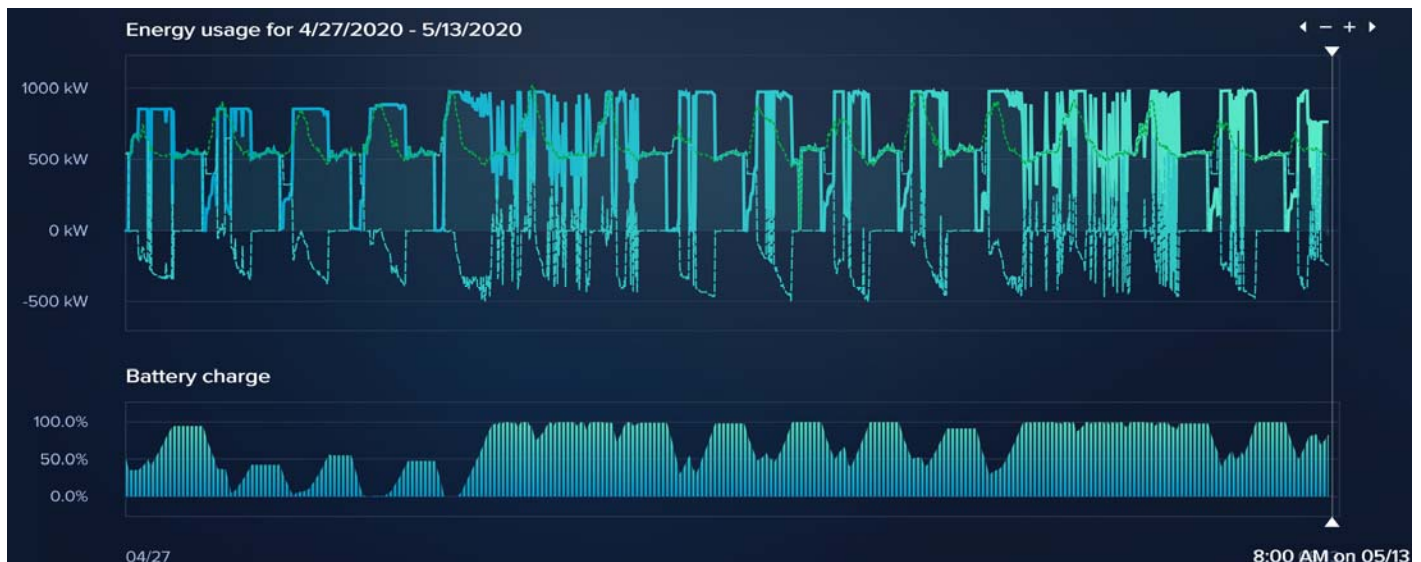 Energy usage for 4/27/2020 - 5/13/2020
1000 kW
500 kW
0 kW
-500 kW
Battery charge
100.0%
50.0%
0.0%
04/27
8:00 AM on 05/13